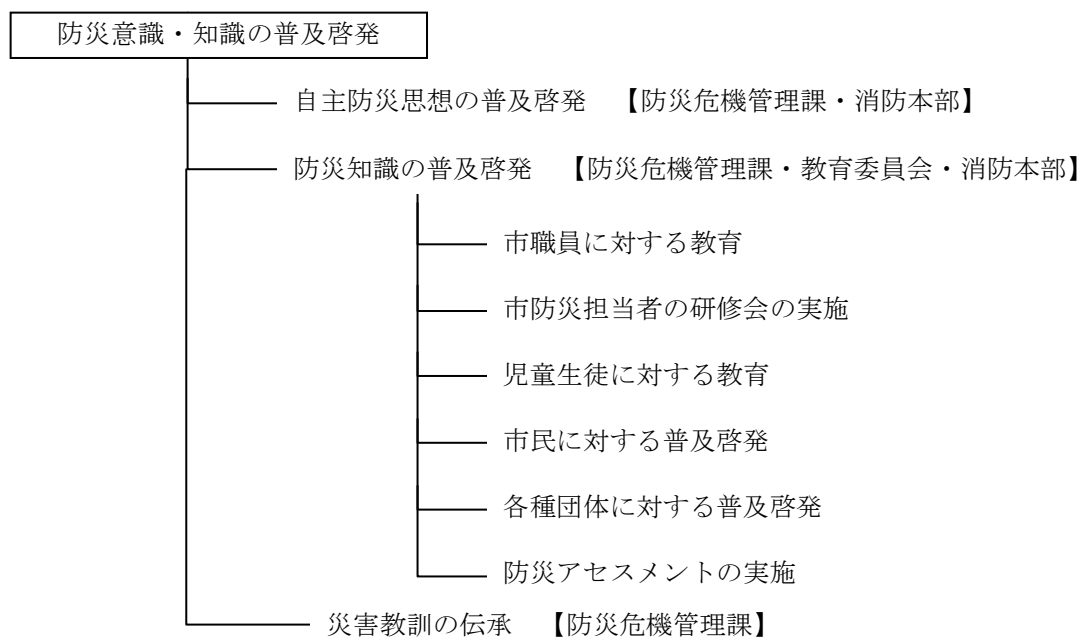 防災意識・知識の普及啓発
自主防災思想の普及啓発　【防災危機管理課・消防本部】
防災知識の普及啓発　【防災危機管理課・教育委員会・消防本部】
市職員に対する教育
市防災担当者の研修会の実施
児童生徒に対する教育
市民に対する普及啓発
各種団体に対する普及啓発
防災アセスメントの実施
災害教訓の伝承　【防災危機管理課】